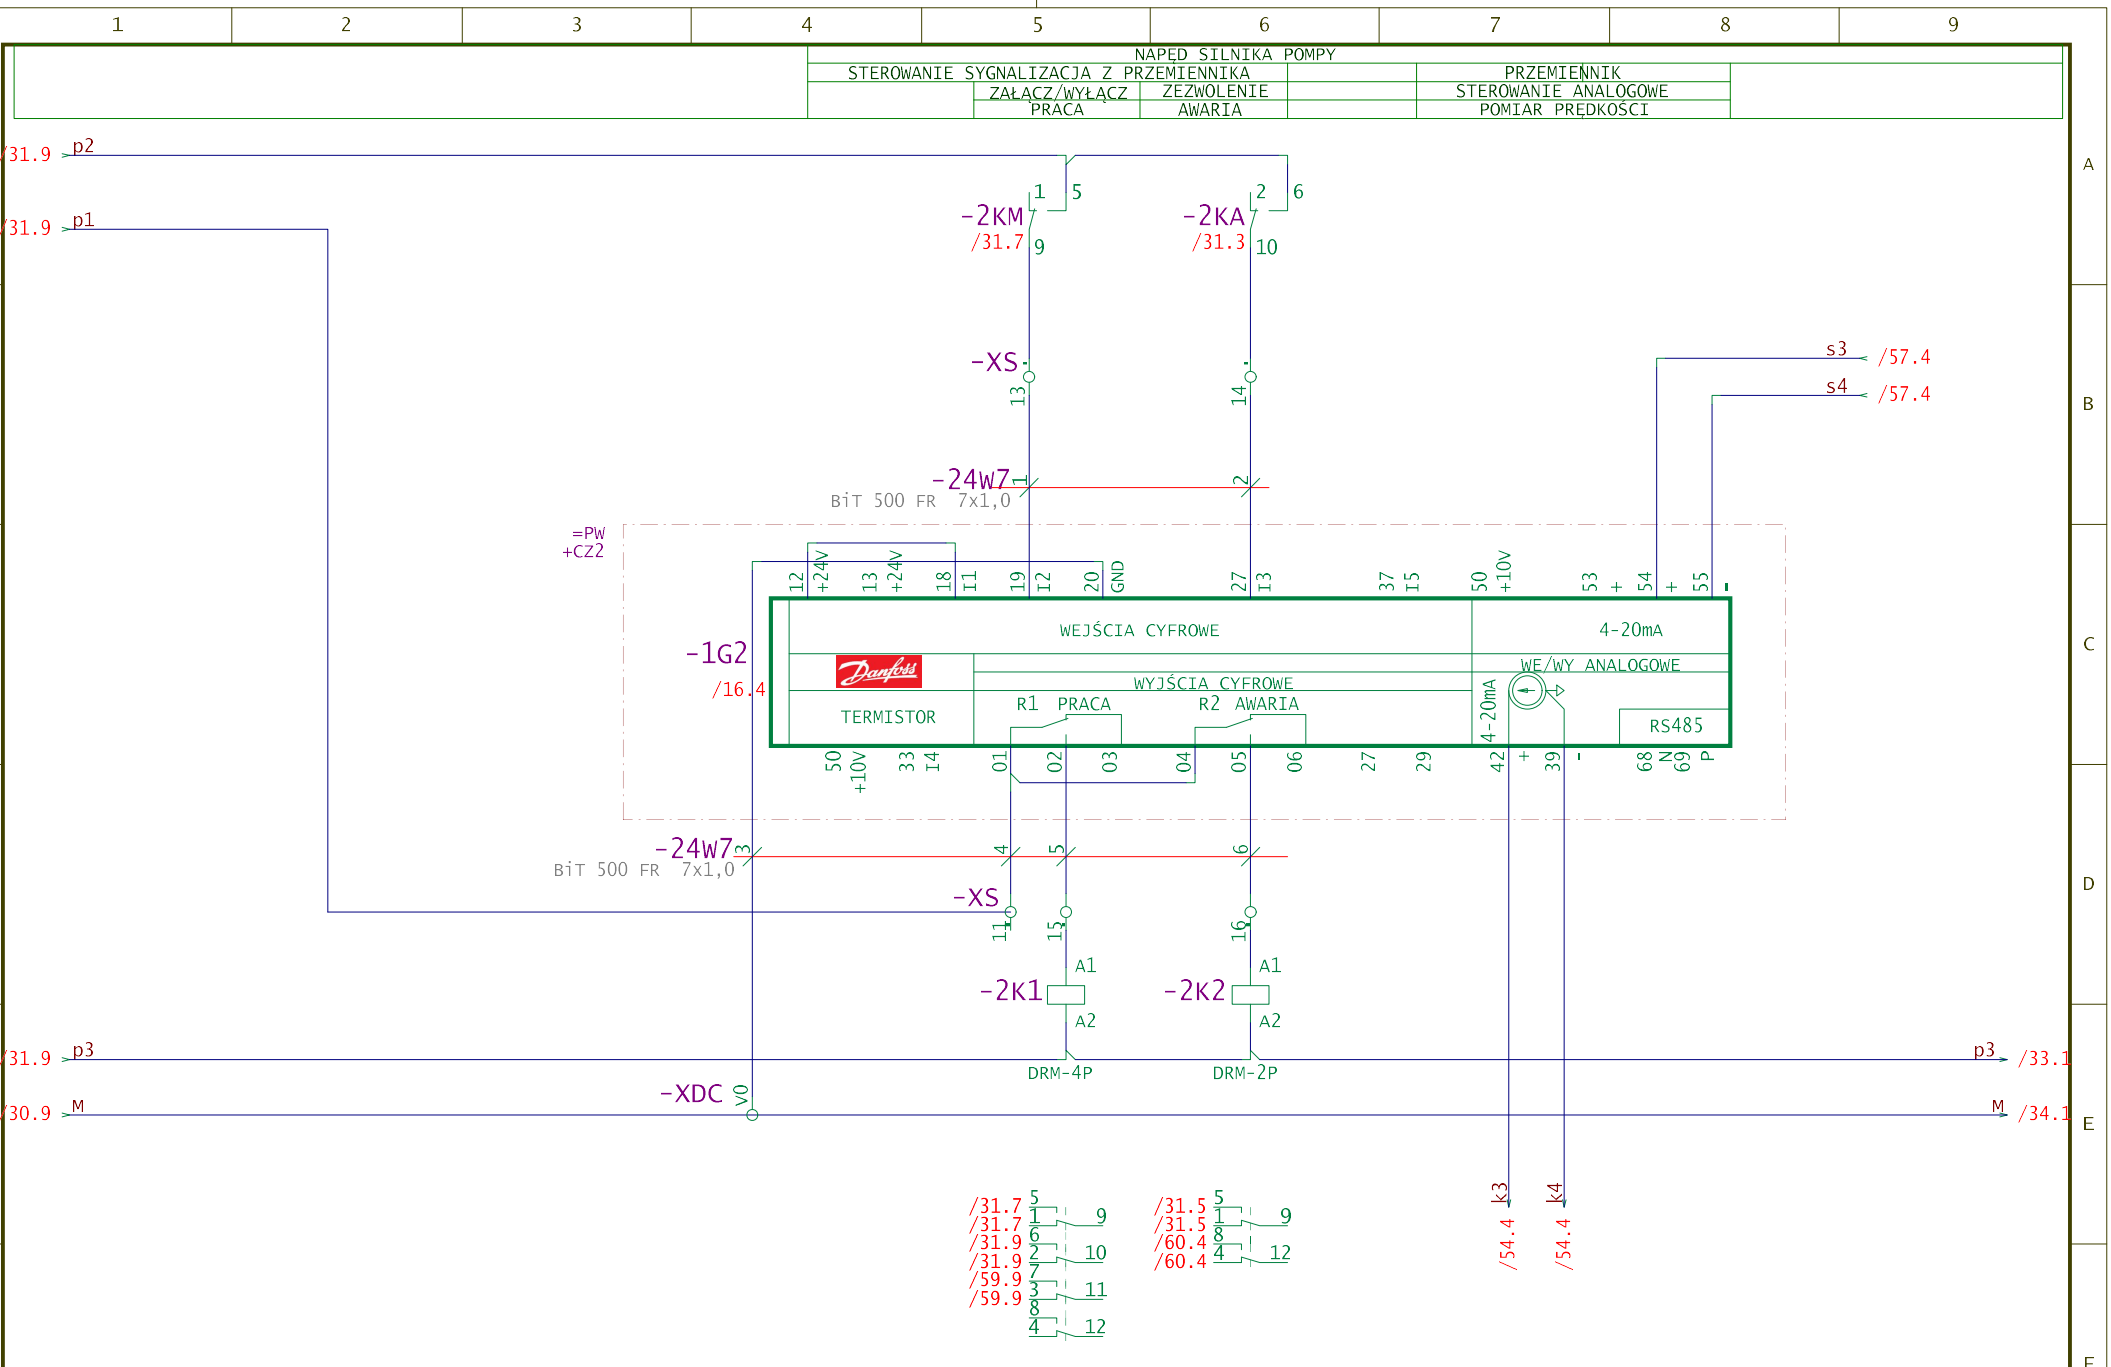 1 2 3 4 5 6 7 8 9
NAPĘD SILNIKA POMPY
STEROWANIE SYGNALIZACJA Z PRZEMIENNIKA PRZEMIENNIK
ZAŁĄCZ/WYŁĄCZ ZEZWOLENIE STEROWANIE ANALOGOWE
PRACA AWARIA POMIAR PRĘDKOŚCI
/31.9 p2
A
1 5 2 6
-2KM -2KA
/31.9 p1
/31.7 9 /31.3 10
s3 /57.4
-XS
13 14
s4 /57.4
B
-24W7 1 2
BiT 500 FR 7x1,0
=PW
+CZ2
12 +24V 13 +24V 18 I1 19 I2 20 GND 27 I3 37 I5 50 +10V 53 + 54 + 55 -
WEJŚCIA CYFROWE 4-20mA
C
-1G2
Danfoss
WE/WY ANALOGOWE
/16.4
WYJŚCIA CYFROWE
R1 PRACA R2 AWARIA 4-20mA
TERMISTOR RS485
50 +10V 33 I4 01 02 03 04 05 06 27 29 42 + 39 - 68 N 69 P
-24W7 3 4 5 6
BiT 500 FR 7x1,0
D
-XS
11 15 16
A1 A1
-2K1 -2K2
A2 A2
/31.9 p3 p3 /33.1
DRM-4P DRM-2P
-XDC V0
/30.9 M M /34.1
E
k3 k4
/54.4 /54.4
/31.7 5 /31.5 5
/31.7 1 9 /31.5 1 9
/31.9 6 /60.4 8
/31.9 2 10 /60.4 4 12
/59.9 7
/59.9 3 11
8
4 12
F